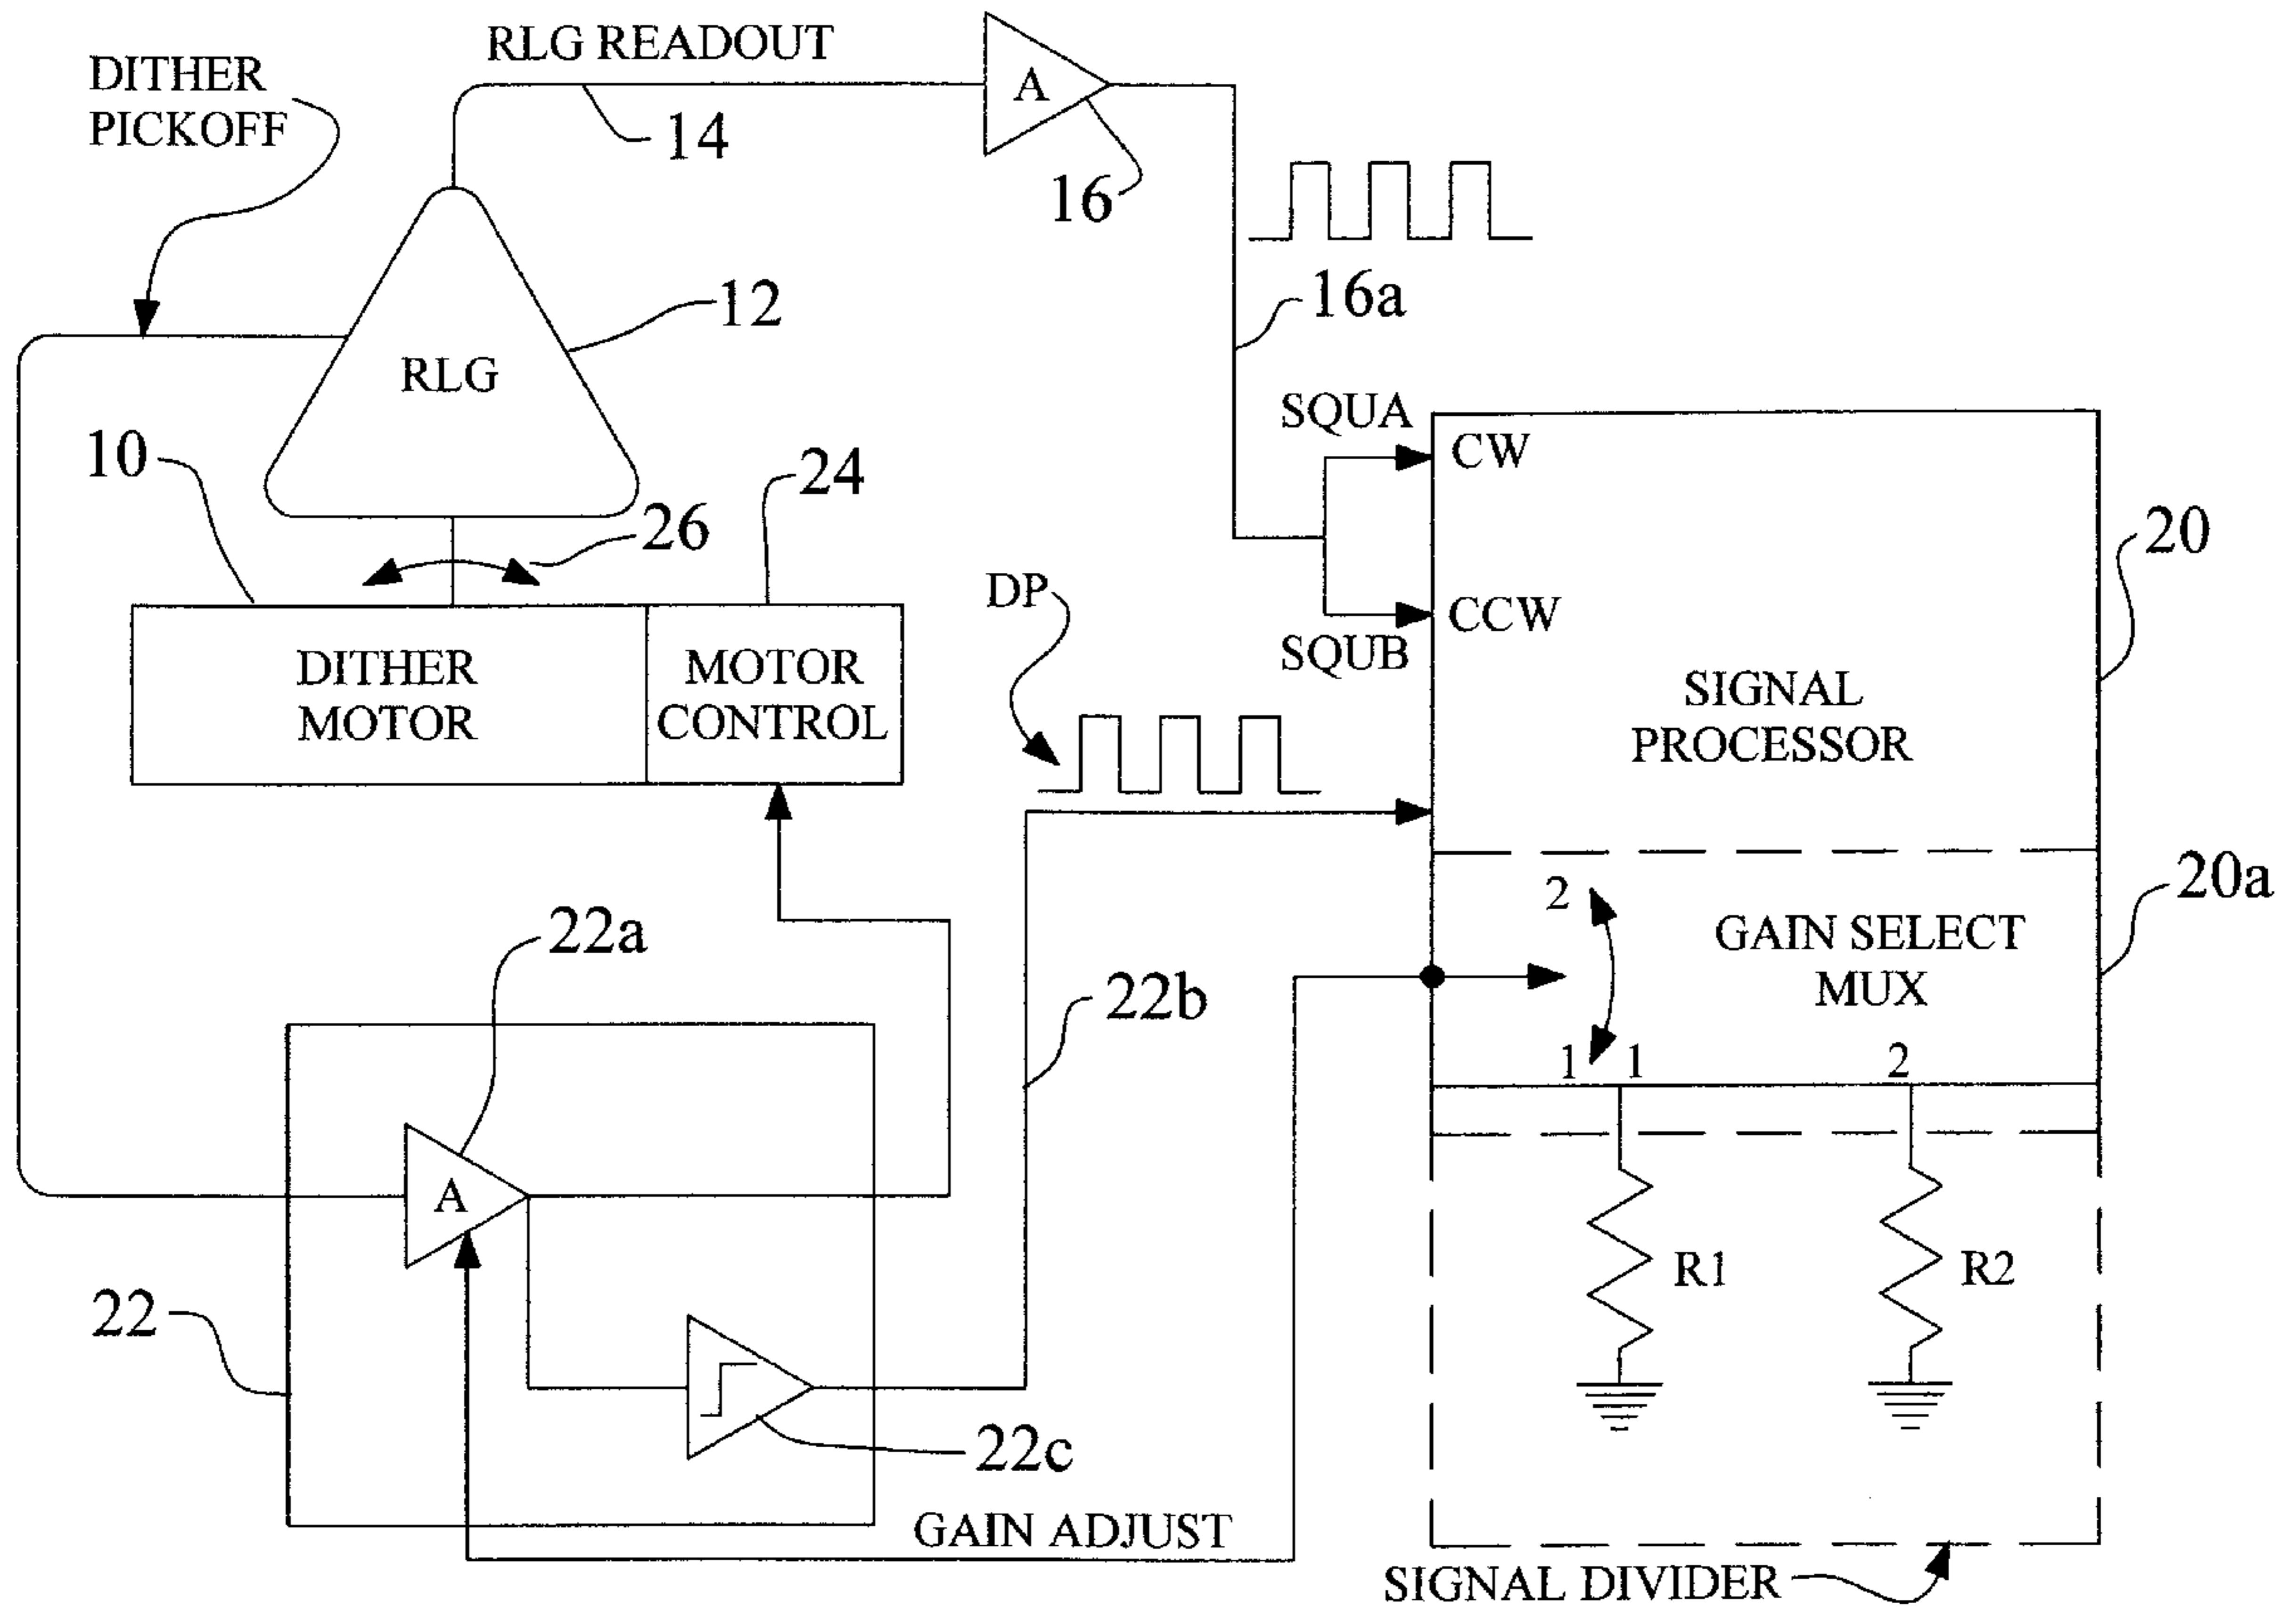 RLG READOUT
DITHER
PICKOFF
A
14
16
12
16a
RLG
SQUA
CW
10
24
26
20
DP
CCW
SQUB
DITHER
MOTOR
MOTOR
CONTROL
SIGNAL
PROCESSOR
2
20a
22a
GAIN SELECT
MUX
22b
1
1
2
A
R1
R2
22
22c
GAIN ADJUST
SIGNAL DIVIDER